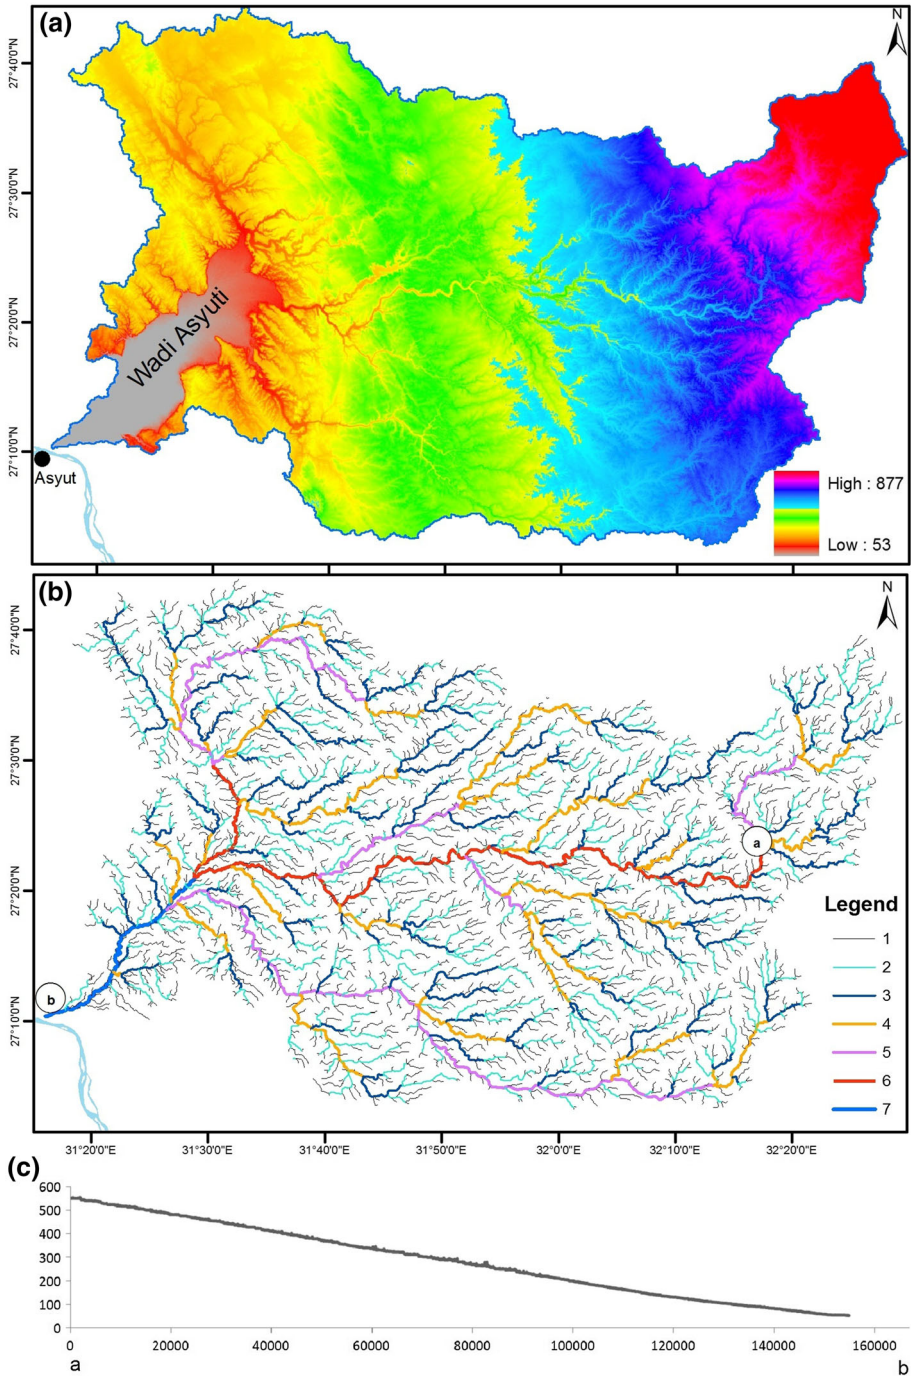 (a)
N
27°40'0"N
27°30'0"N
27°20'0"N
27°10'0"N
Wadi Asyuti
Asyut
High : 877
Low : 53
(b)
N
27°40'0"N
27°30'0"N
27°20'0"N
27°10'0"N
a
b
Legend
1
2
3
4
5
6
7
31°20'0"E
31°30'0"E
31°40'0"E
31°50'0"E
32°0'0"E
32°10'0"E
32°20'0"E
(c)
600
500
400
300
200
100
0
0
20000
40000
60000
80000
100000
120000
140000
160000
a
b